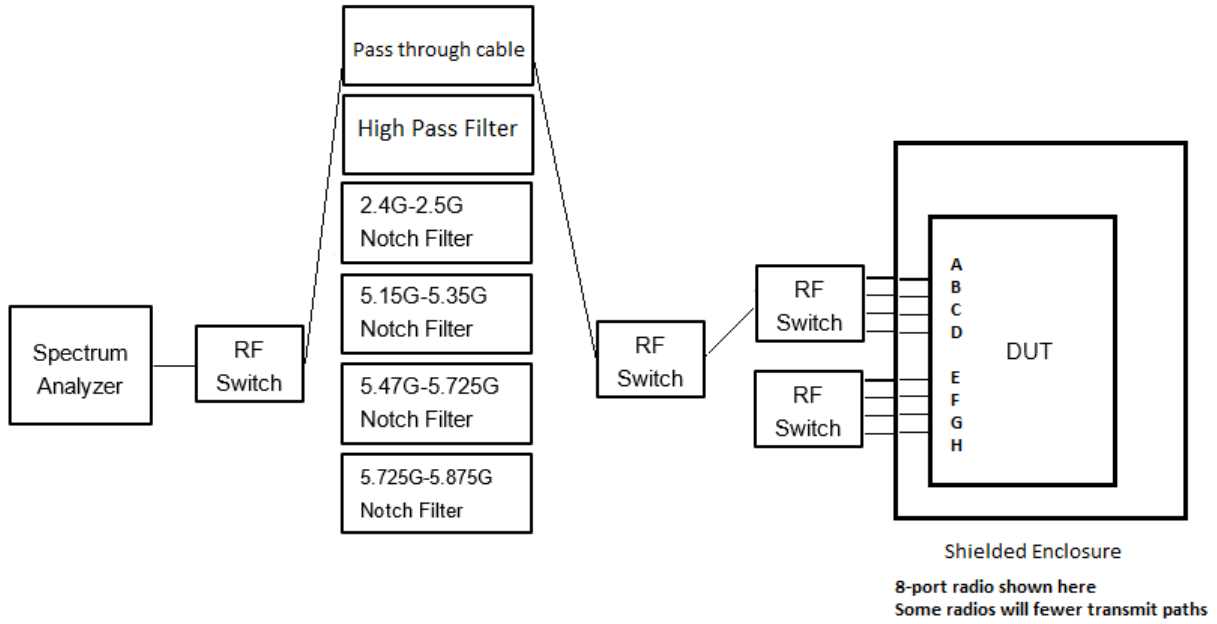 Pass through cable
High Pass Filter
2.4G-2.5G
Notch Filter
5.15G-5.35G
Notch Filter
5.47G-5.725G
Notch Filter
5.725G-5.875G
Notch Filter
Spectrum
Analyzer
RF
Switch
RF
Switch
RF
Switch
RF
Switch
A
B
C
D
E
F
G
H
DUT
Shielded Enclosure
8-port radio shown here
Some radios will fewer transmit paths